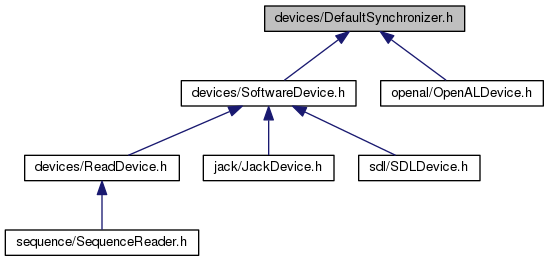 devices/DefaultSynchronizer.h
devices/SoftwareDevice.h
openal/OpenALDevice.h
devices/ReadDevice.h
jack/JackDevice.h
sdl/SDLDevice.h
sequence/SequenceReader.h